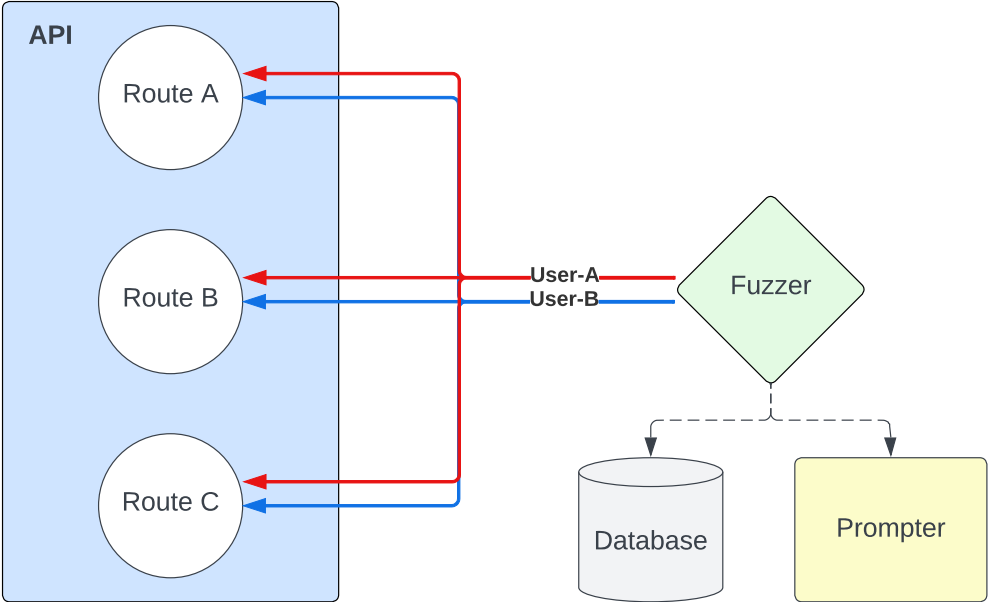 API
Route A
Route B
Route C
User-A
User-B
Fuzzer
Database
Prompter